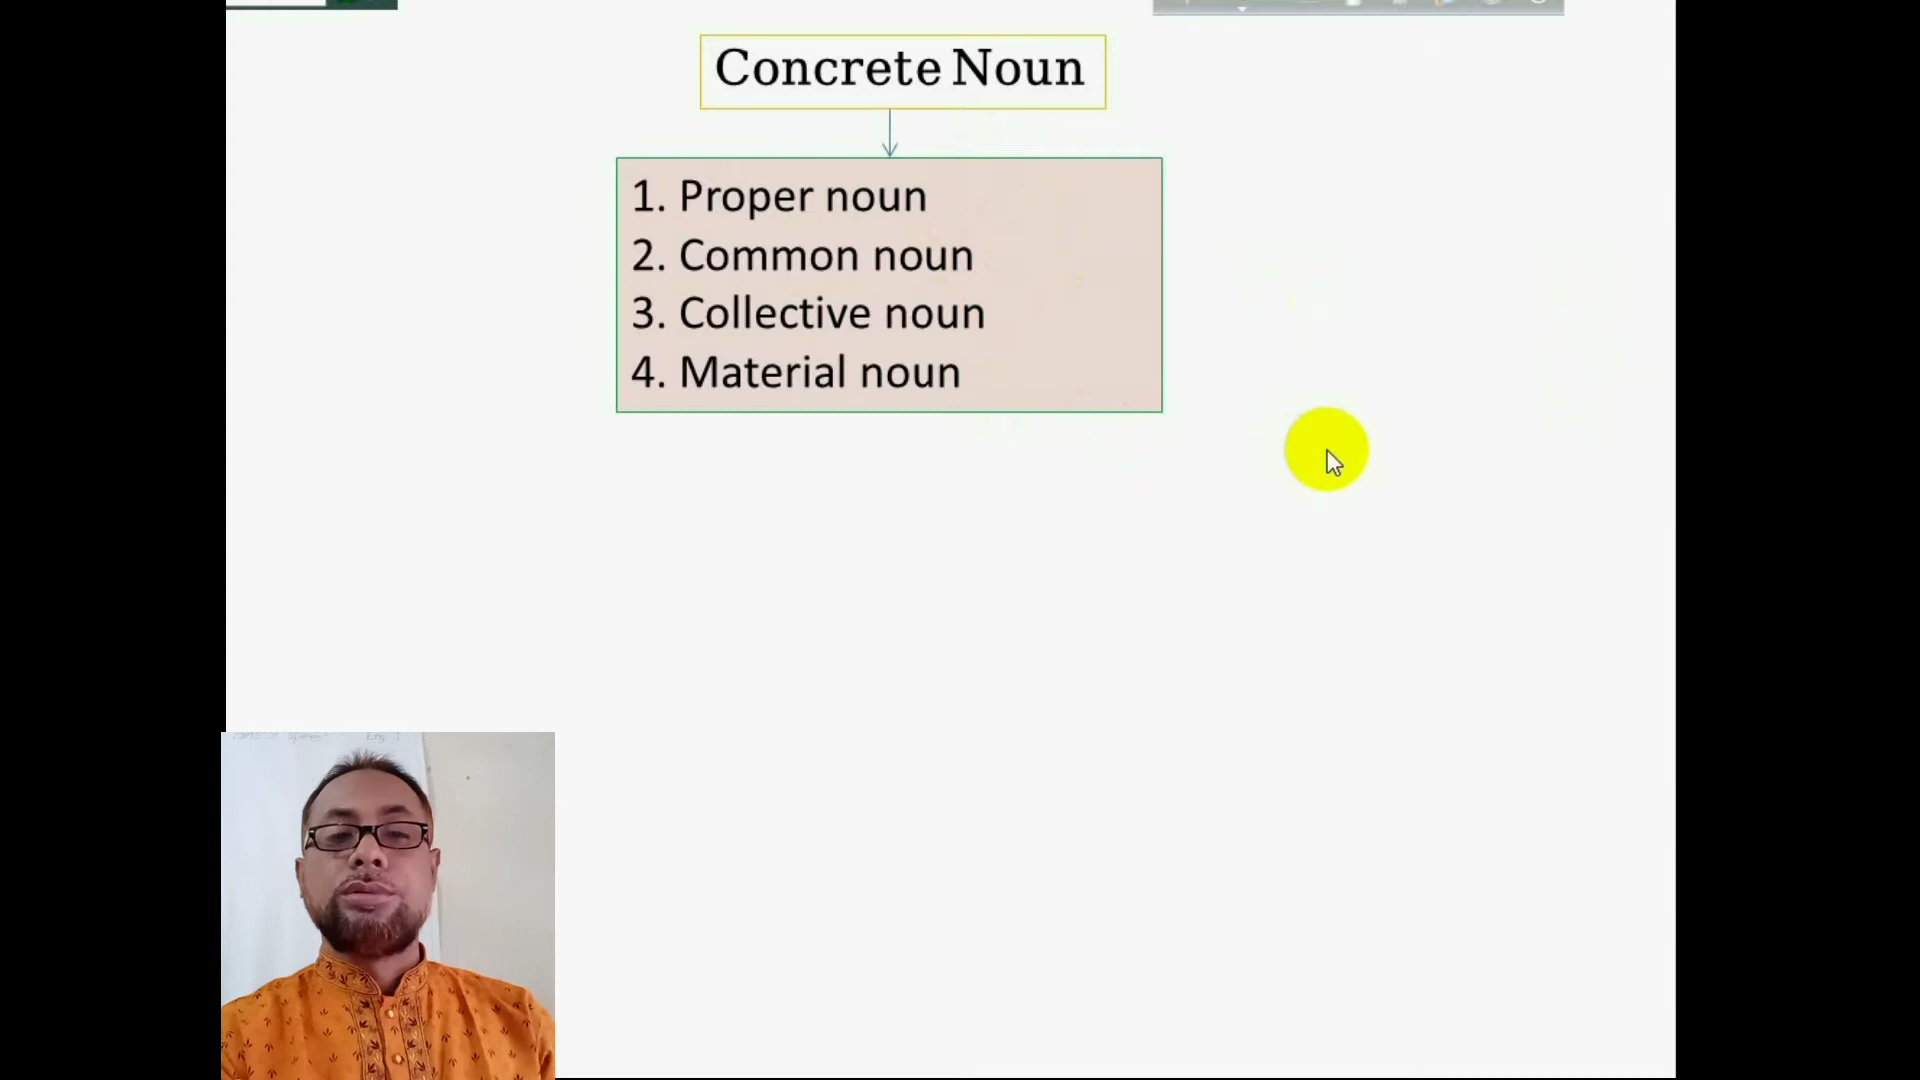 Concrete Noun
1. Proper noun
2. Common noun
3. Collective noun
4. Material noun